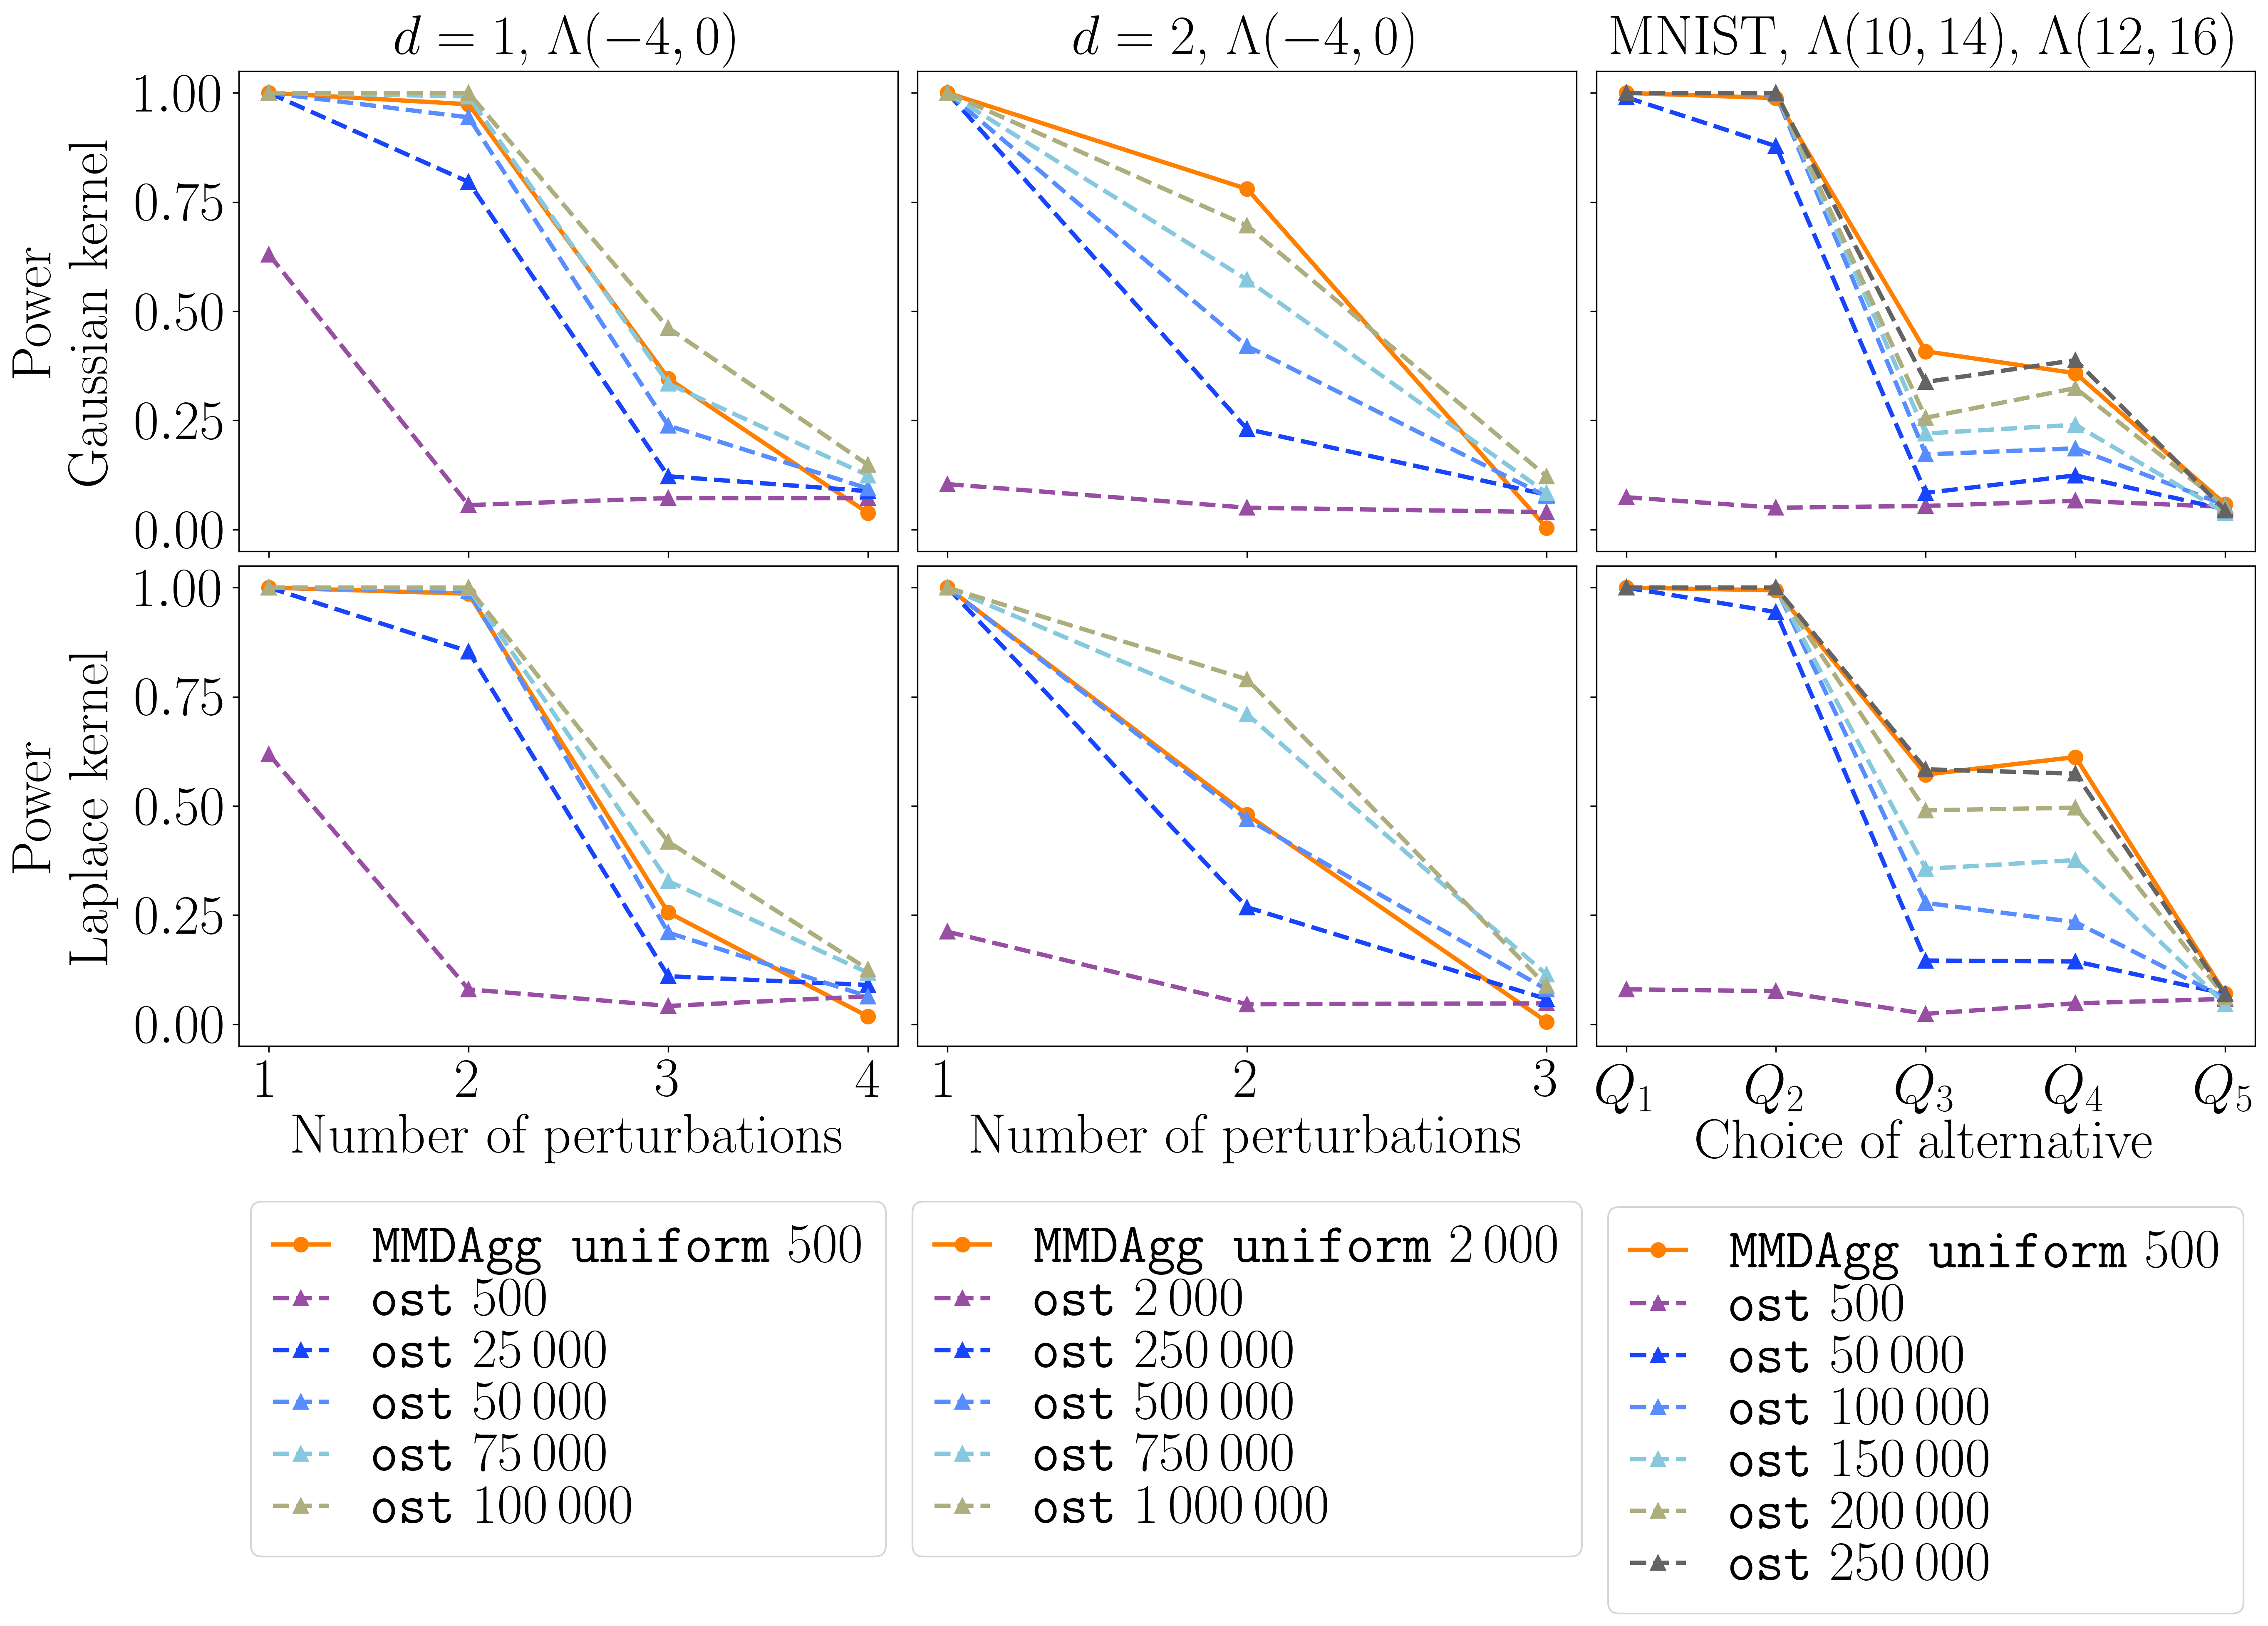 d = 1, Λ(−4, 0)
d = 2, Λ(−4, 0)
MNIST, Λ(10, 14), Λ(12, 16)
Power
Gaussian kernel
1.00
0.75
0.50
0.25
0.00
Power
Laplace kernel
1.00
0.75
0.50
0.25
0.00
1 2 3 4
Number of perturbations
1 2 3
Number of perturbations
Q₁ Q₂ Q₃ Q₄ Q₅
Choice of alternative
MMDAgg uniform 500
ost 500
ost 25 000
ost 50 000
ost 75 000
ost 100 000
MMDAgg uniform 2 000
ost 2 000
ost 250 000
ost 500 000
ost 750 000
ost 1 000 000
MMDAgg uniform 500
ost 500
ost 50 000
ost 100 000
ost 150 000
ost 200 000
ost 250 000